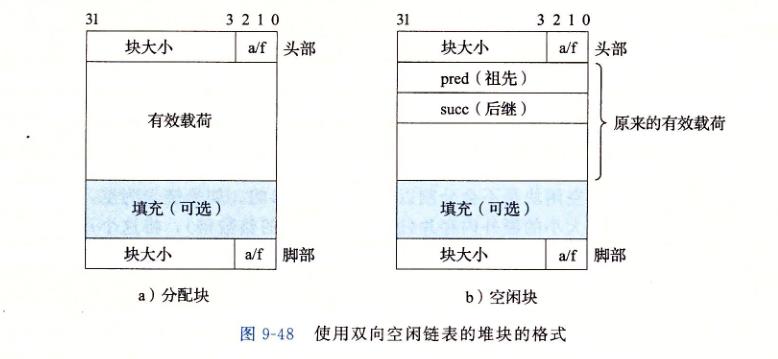 31 3 2 1 0
块大小 a/f 头部
有效载荷
填充（可选）
块大小 a/f 脚部
a）分配块
31 3 2 1 0
块大小 a/f 头部
pred（祖先）
succ（后继）
原来的有效载荷
填充（可选）
块大小 a/f 脚部
b）空闲块
图 9-48 使用双向空闲链表的堆块的格式